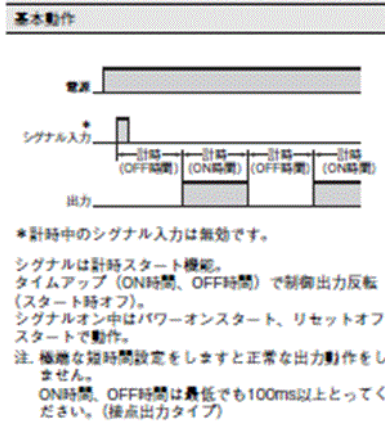 基本動作
電源
*
シグナル入力
計時 計時 計時 計時
(OFF時間) (ON時間) (OFF時間) (ON時間)
出力
*計時中のシグナル入力は無効です。
シグナルは計時スタート機能。
タイムアップ（ON時間、OFF時間）で制御出力反転
(スタート時オフ)。
シグナルオン中はパワーオンスタート、リセットオフ
スタートで動作。
注. 極端な短時間設定をしますと正常な出力動作をし
ません。
ON時間、OFF時間は最低でも100ms以上とってく
ださい。（接点出力タイプ）